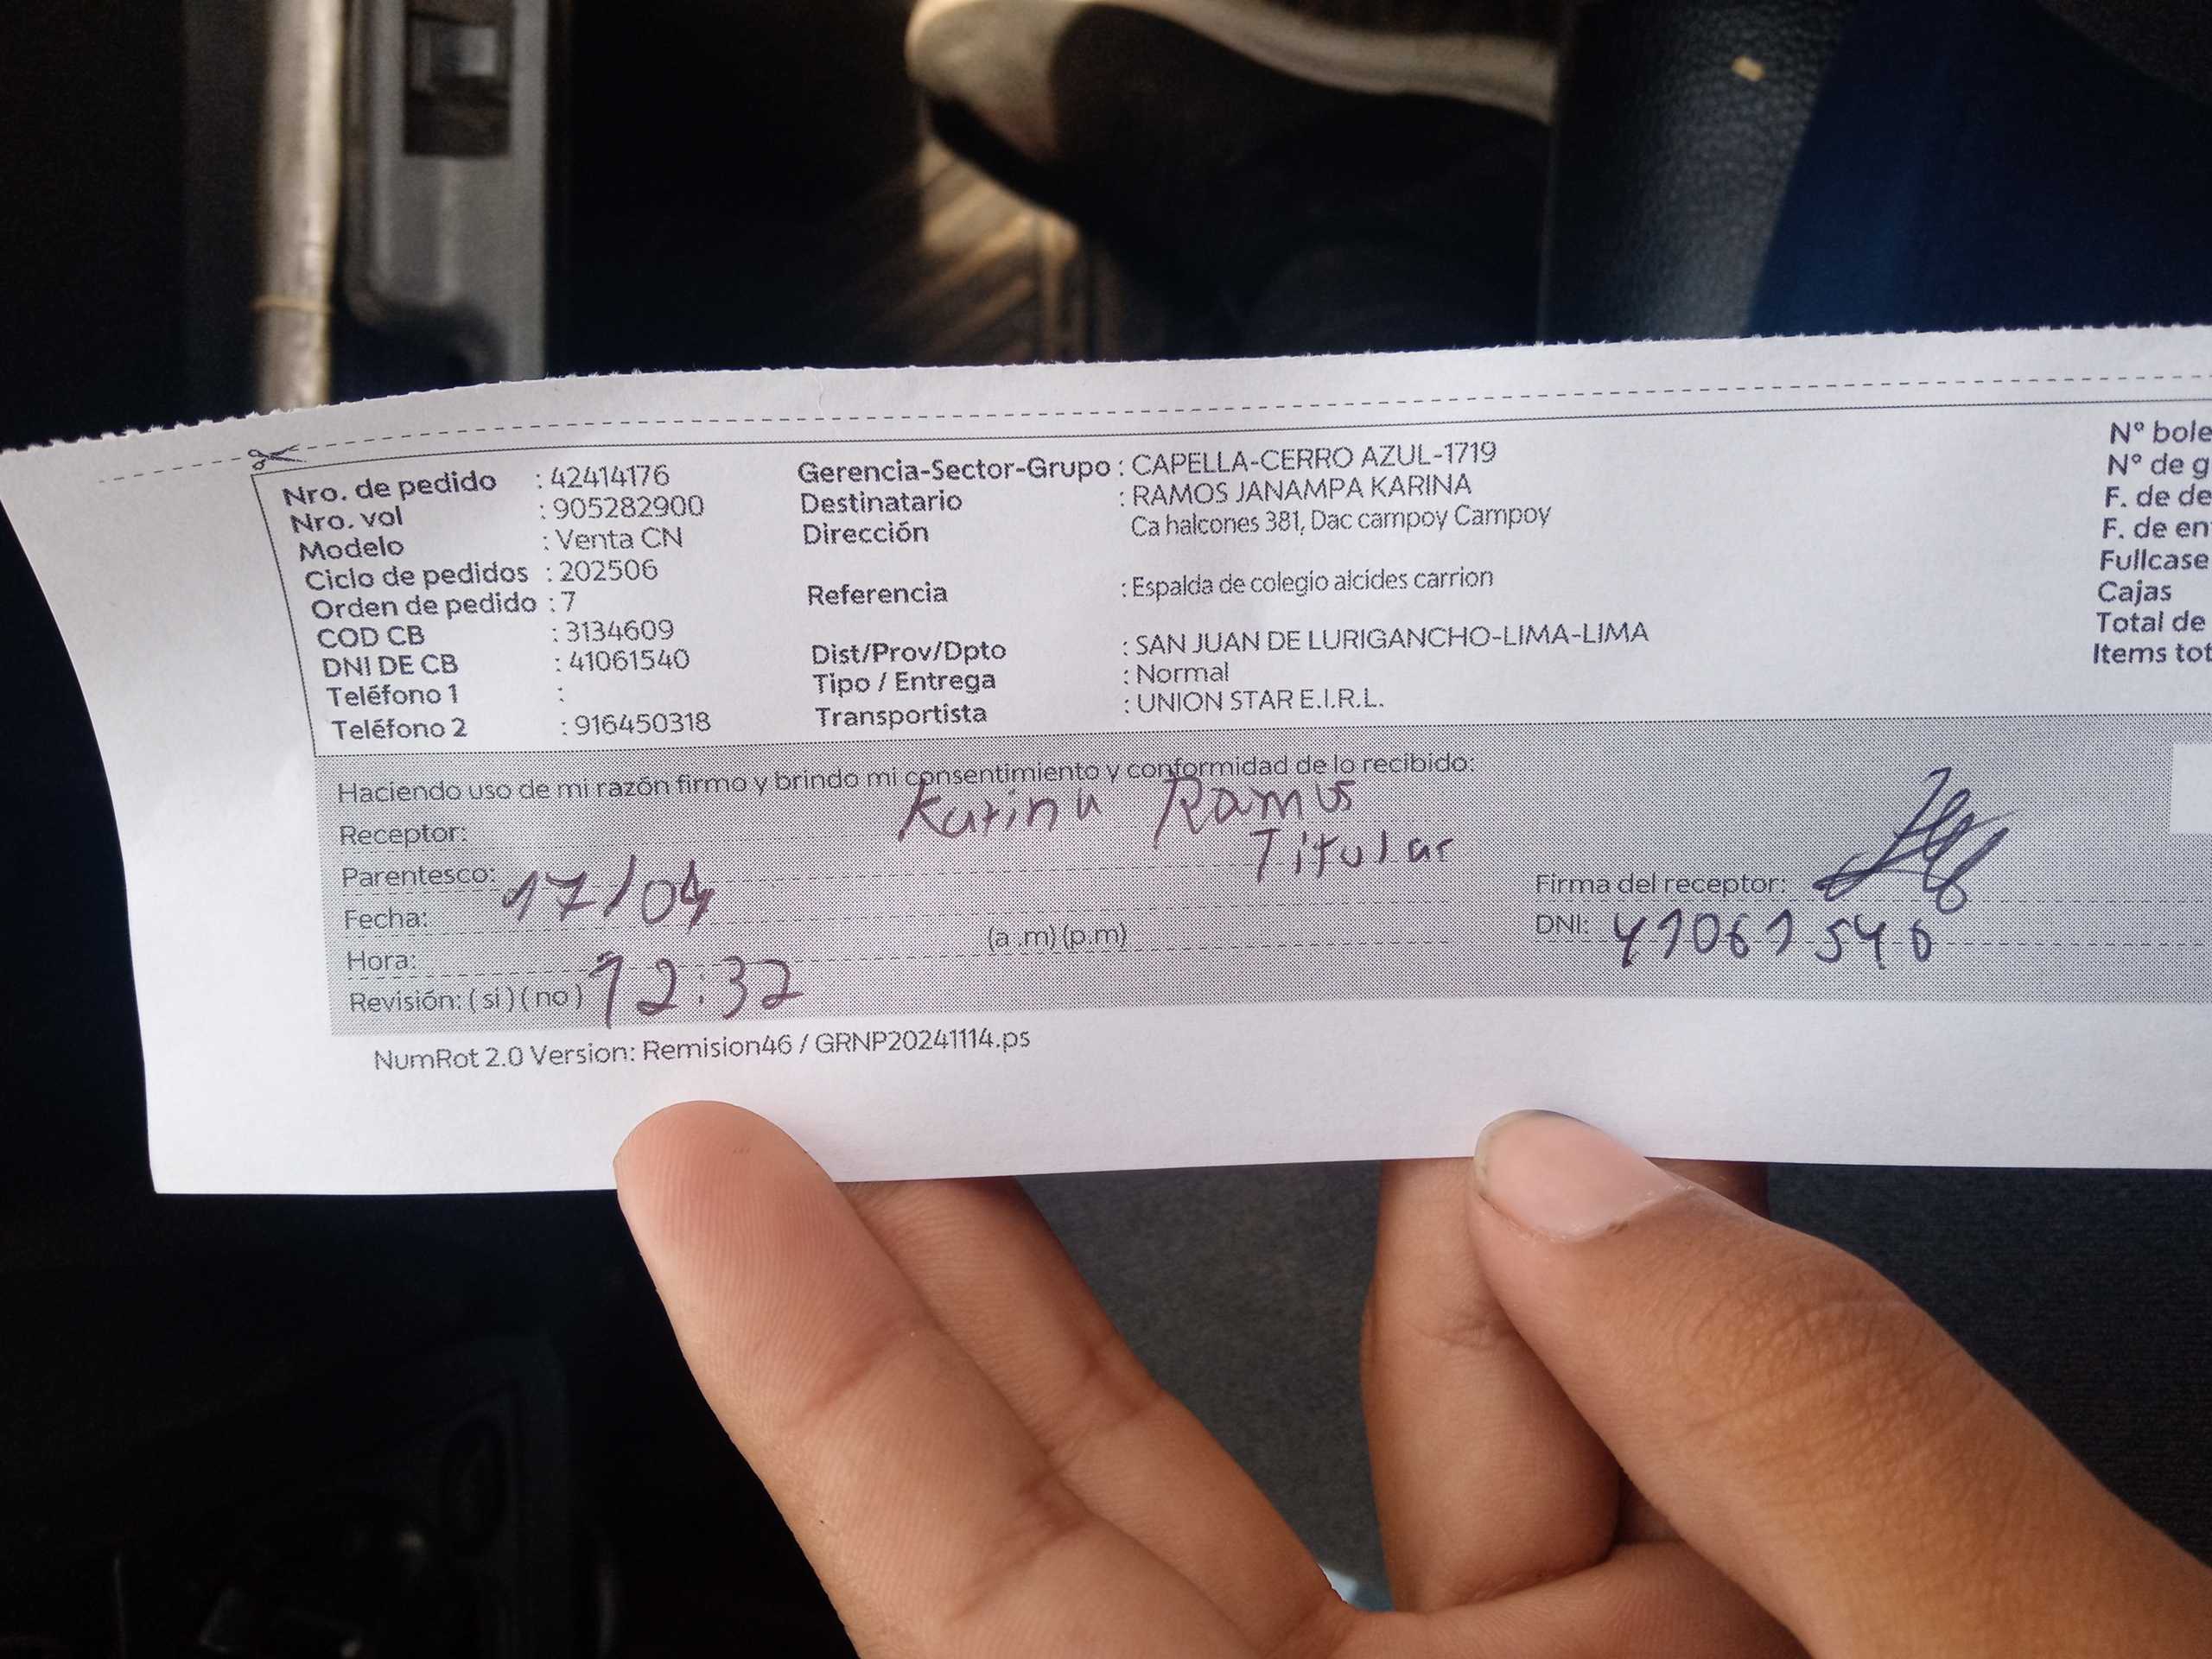 Nro. de pedido : 42414176
Nro. vol : 905282900
Modelo : Venta CN
Ciclo de pedidos : 202506
Orden de pedido : 7
COD CB : 3134609
DNI DE CB : 41061540
Teléfono 1 :
Teléfono 2 : 916450318
Gerencia-Sector-Grupo : CAPELLA-CERRO AZUL-1719
Destinatario : RAMOS JANAMPA KARINA
Dirección Ca halcones 381, Dac campoy Campoy
Referencia : Espalda de colegio alcides carrion
Dist/Prov/Dpto : SAN JUAN DE LURIGANCHO-LIMA-LIMA
Tipo / Entrega : Normal
Transportista : UNION STAR E.I.R.L.
N° bole
N° de g
F. de de
F. de en
Fullcase
Cajas
Total de
Items tot
Haciendo uso de mi razón firmo y brindo mi consentimiento y conformidad de lo recibido:
Receptor: Karina Ramos
Parentesco: Titular
Fecha: 17/04
Hora: (a.m) (p.m)
Revisión: (si) (no) 12:32
Firma del receptor:
DNI: 41061540
NumRot 2.0 Version: Remision46 / GRNP20241114.ps